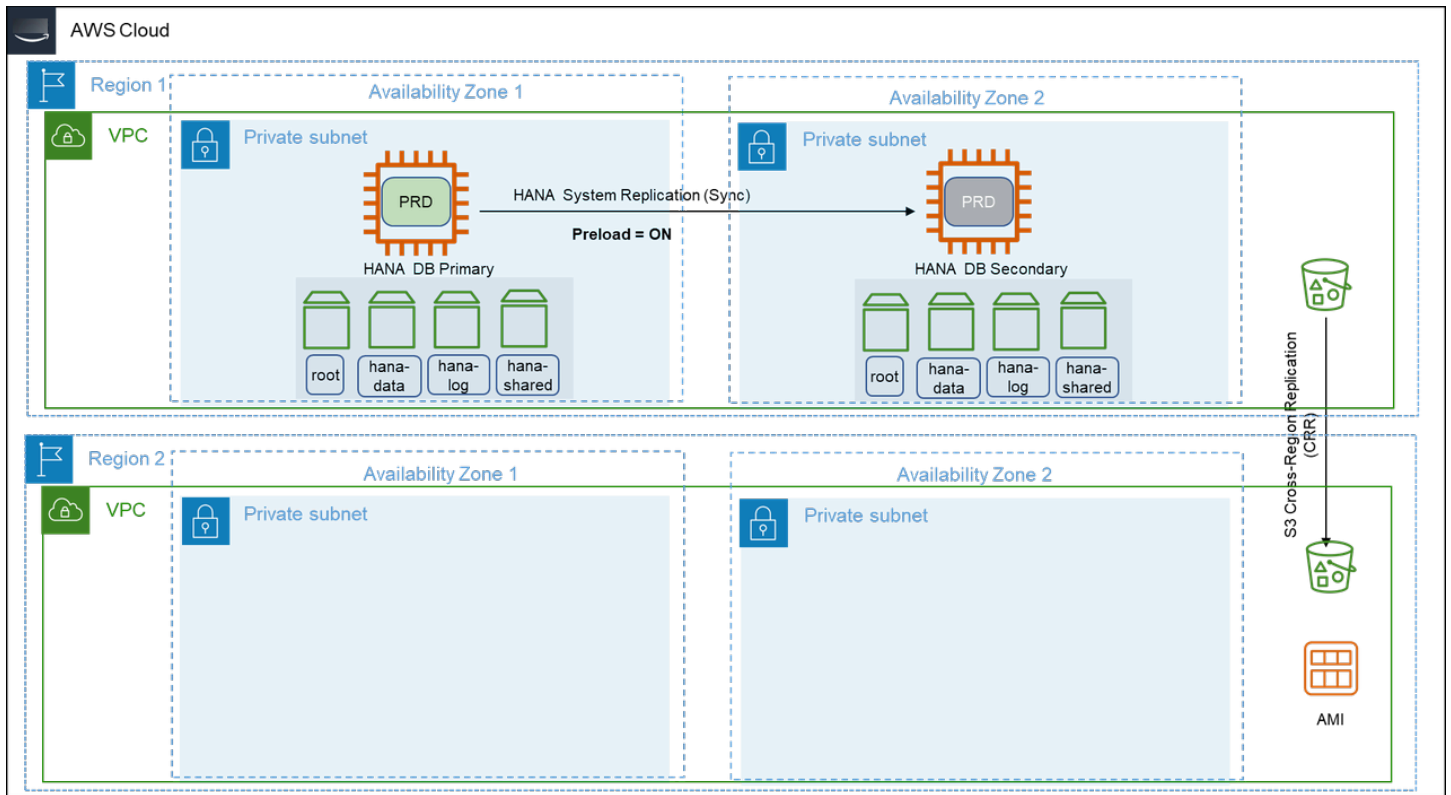 AWS Cloud
Region 1
Availability Zone 1
Availability Zone 2
VPC
Private subnet
Private subnet
PRD
HANA System Replication (Sync)
PRD
Preload = ON
HANA DB Primary
HANA DB Secondary
root
hana-
data
hana-
log
hana-
shared
root
hana-
data
hana-
log
hana-
shared
S3 Cross-Region Replication
(CRR)
Region 2
Availability Zone 1
Availability Zone 2
VPC
Private subnet
Private subnet
AMI